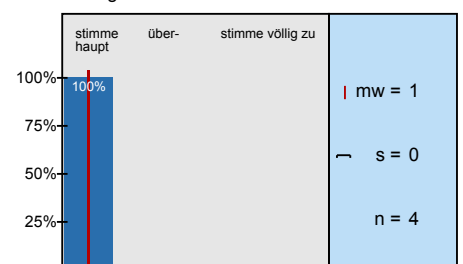 stimme über- stimme völlig zu
haupt
100%
100%
mw = 1
75%
s = 0
50%
25%
n = 4